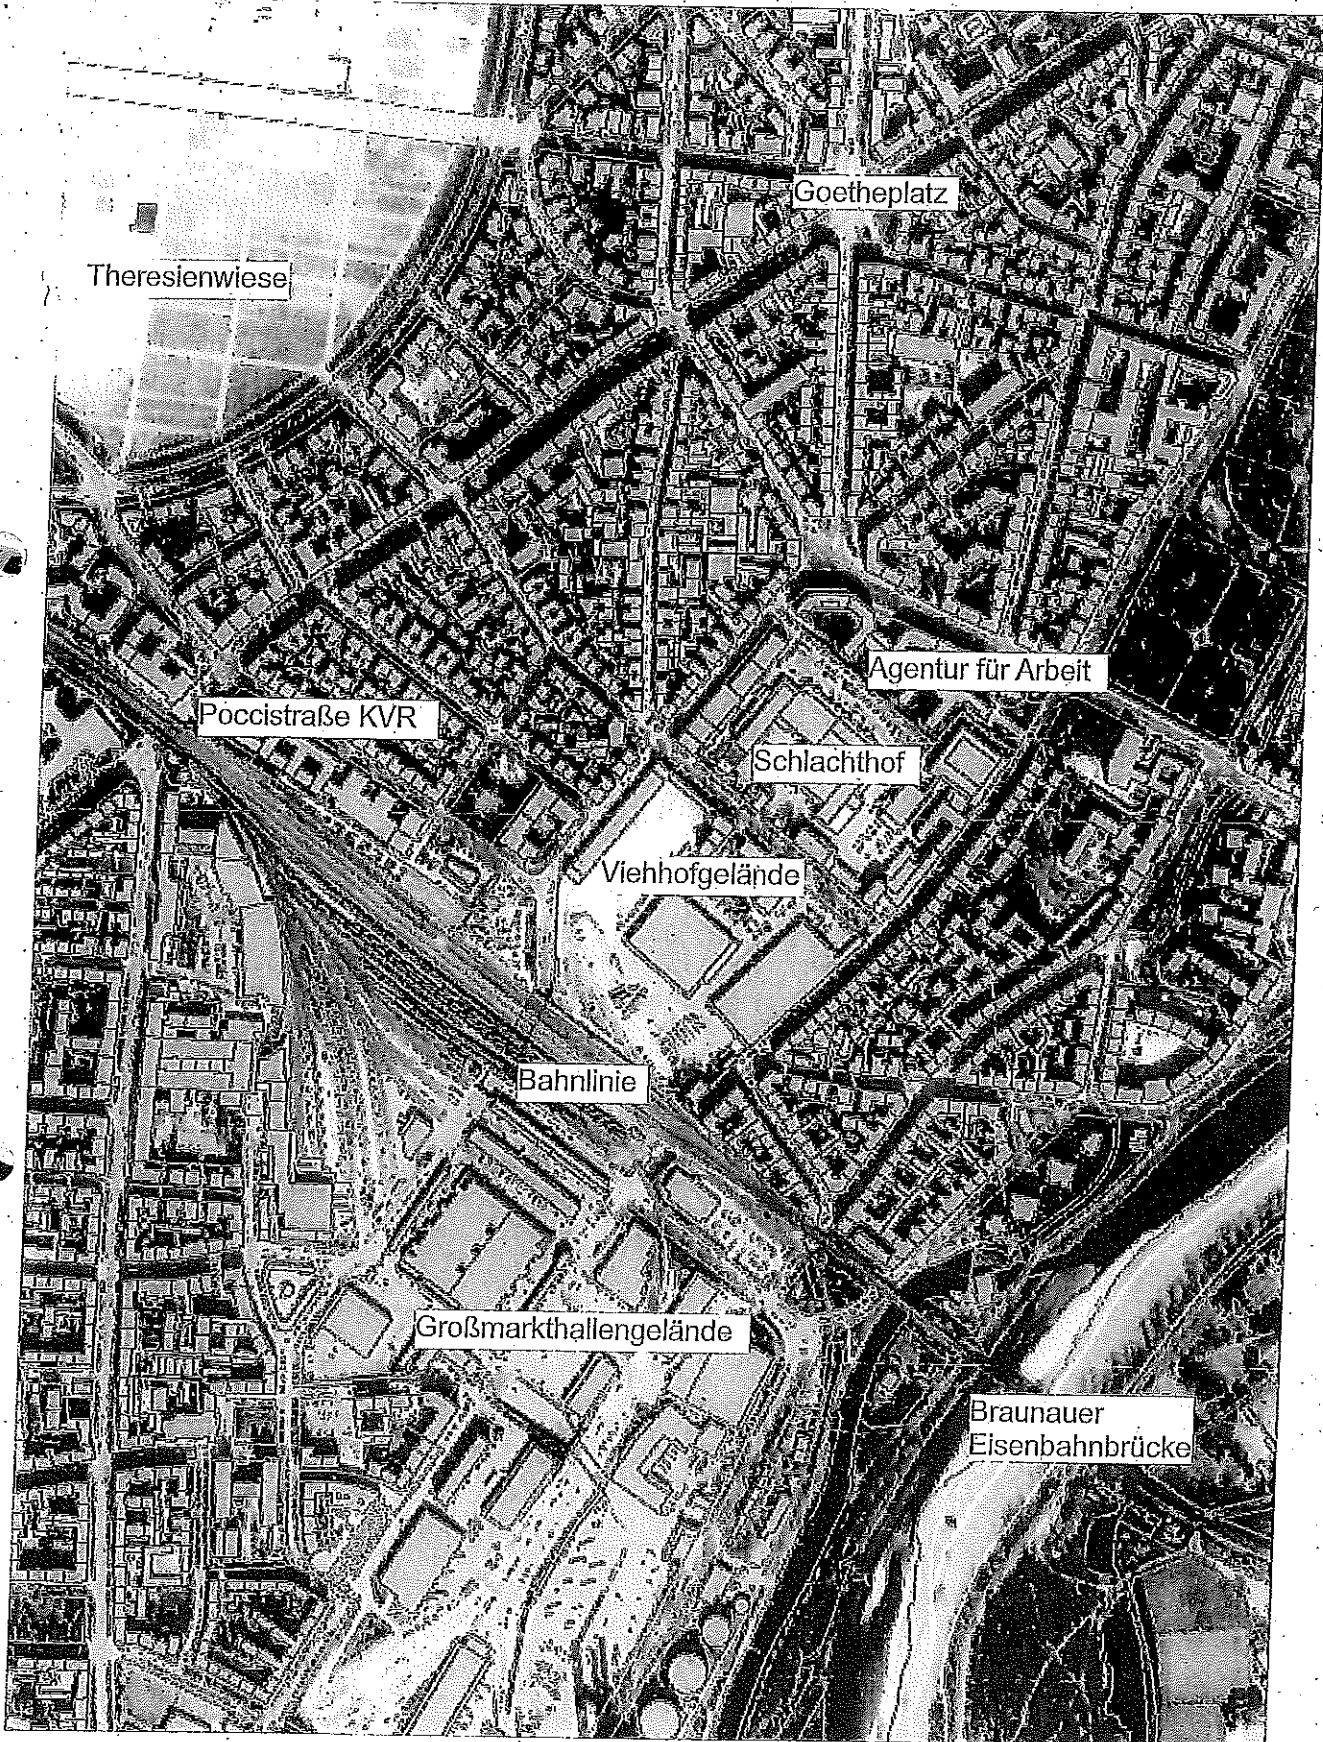 Goetheplatz
Theresienwiese
Agentur für Arbeit
Poccistraße KVR
Schlachthof
Viehhofgelände
Bahnlinie
Großmarkthallengelände
Braunauer
Eisenbahnbrücke